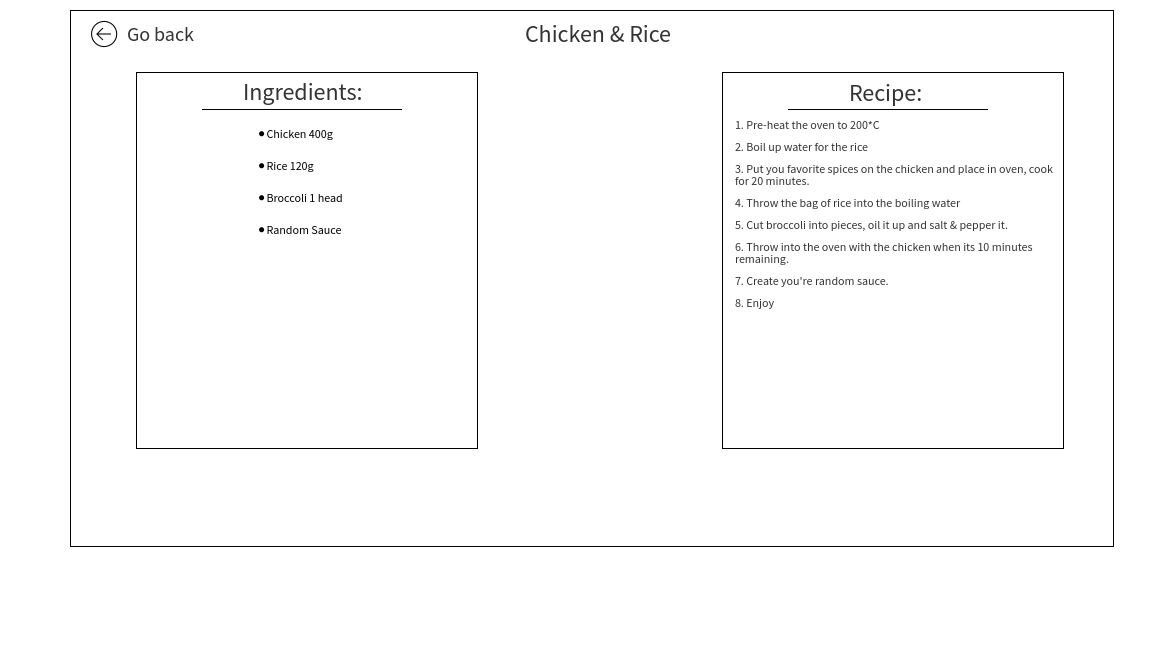 Go back
Chicken & Rice
Ingredients:
• Chicken 400g
• Rice 120g
• Broccoli 1 head
• Random Sauce
Recipe:
1. Pre-heat the oven to 200*C
2. Boil up water for the rice
3. Put you favorite spices on the chicken and place in oven, cook
for 20 minutes.
4. Throw the bag of rice into the boiling water
5. Cut broccoli into pieces, oil it up and salt & pepper it.
6. Throw into the oven with the chicken when its 10 minutes
remaining.
7. Create you're random sauce.
8. Enjoy